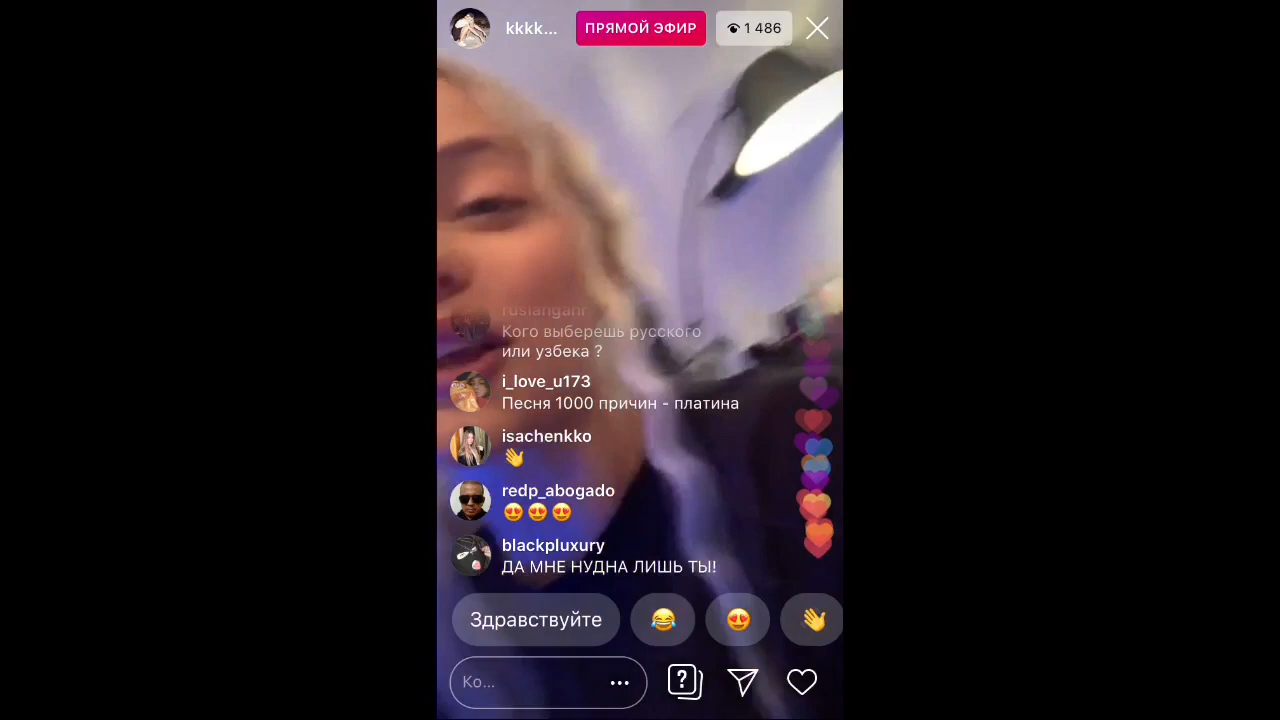 kkkk...
ПРЯМОЙ ЭФИР
1 486
ruslanganr
Кого выберешь русского
или узбека ?
i_love_u173
Песня 1000 причин - платина
isachenkko
👋
redp_abogado
😍😍😍
blackpluxury
ДА МНЕ НУДНА ЛИШЬ ТЫ!
Здравствуйте 😂 😍 👋
Ко...